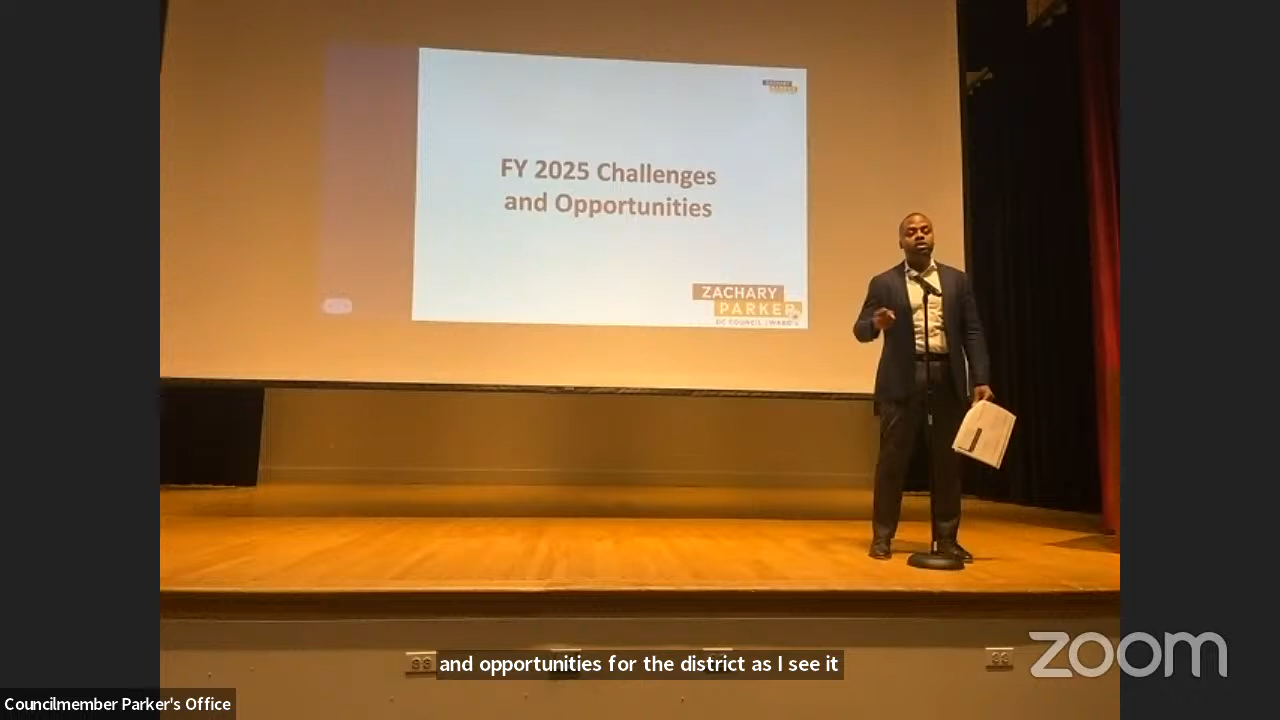 FY 2025 Challenges
and Opportunities
ZACHARY
PARKER
DC COUNCIL | WARD 5
and opportunities for the district as I see it
zoom
Councilmember Parker's Office